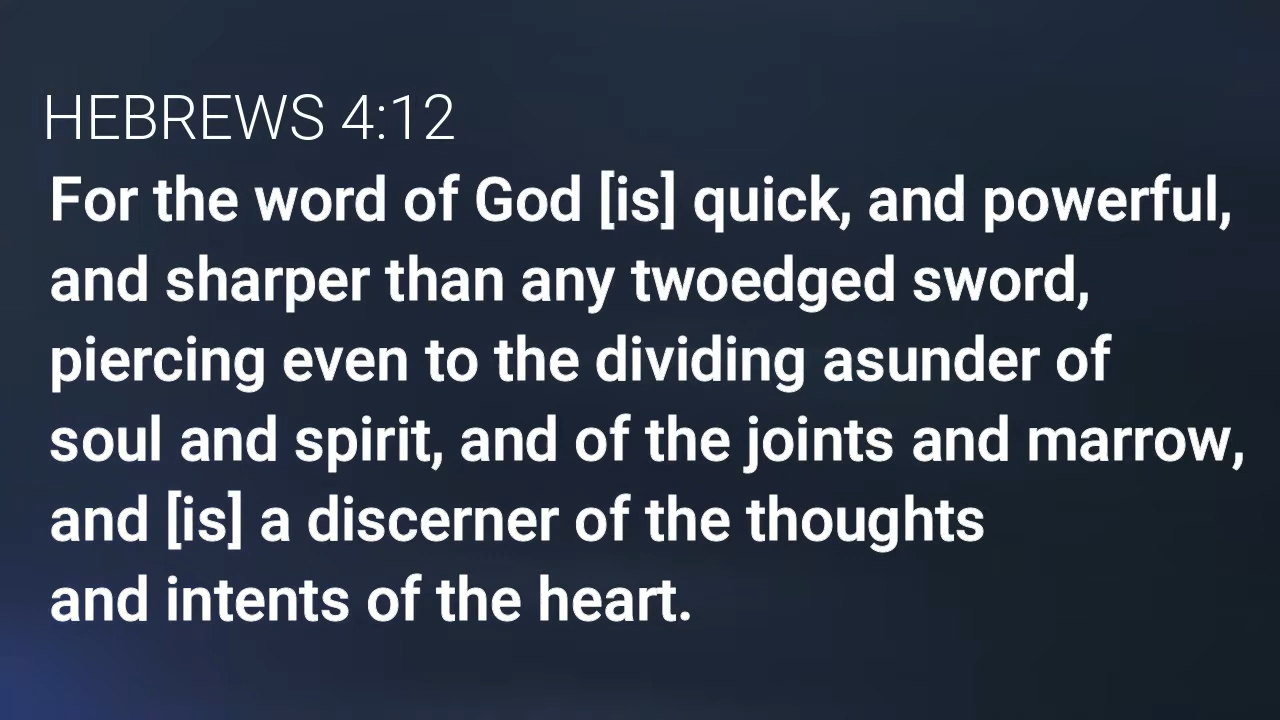 HEBREWS 4:12
For the word of God [is] quick, and powerful,
and sharper than any twoedged sword,
piercing even to the dividing asunder of
soul and spirit, and of the joints and marrow,
and [is] a discerner of the thoughts
and intents of the heart.